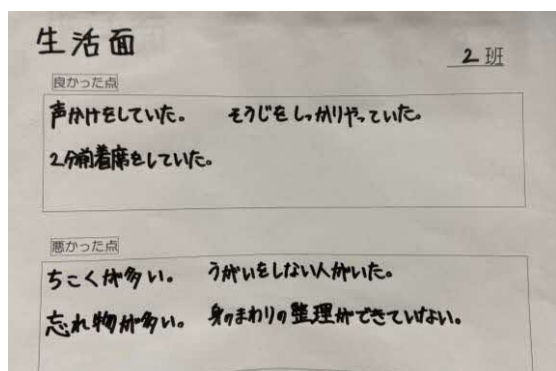 生活面
2班
良かった点
声かけをしていた。 そうじをしっかりやっていた。
2分前着席をしていた。
悪かった点
ちこくが多い。 うがいをしない人がいた。
忘れ物が多い。 身のまわりの整理ができていない。